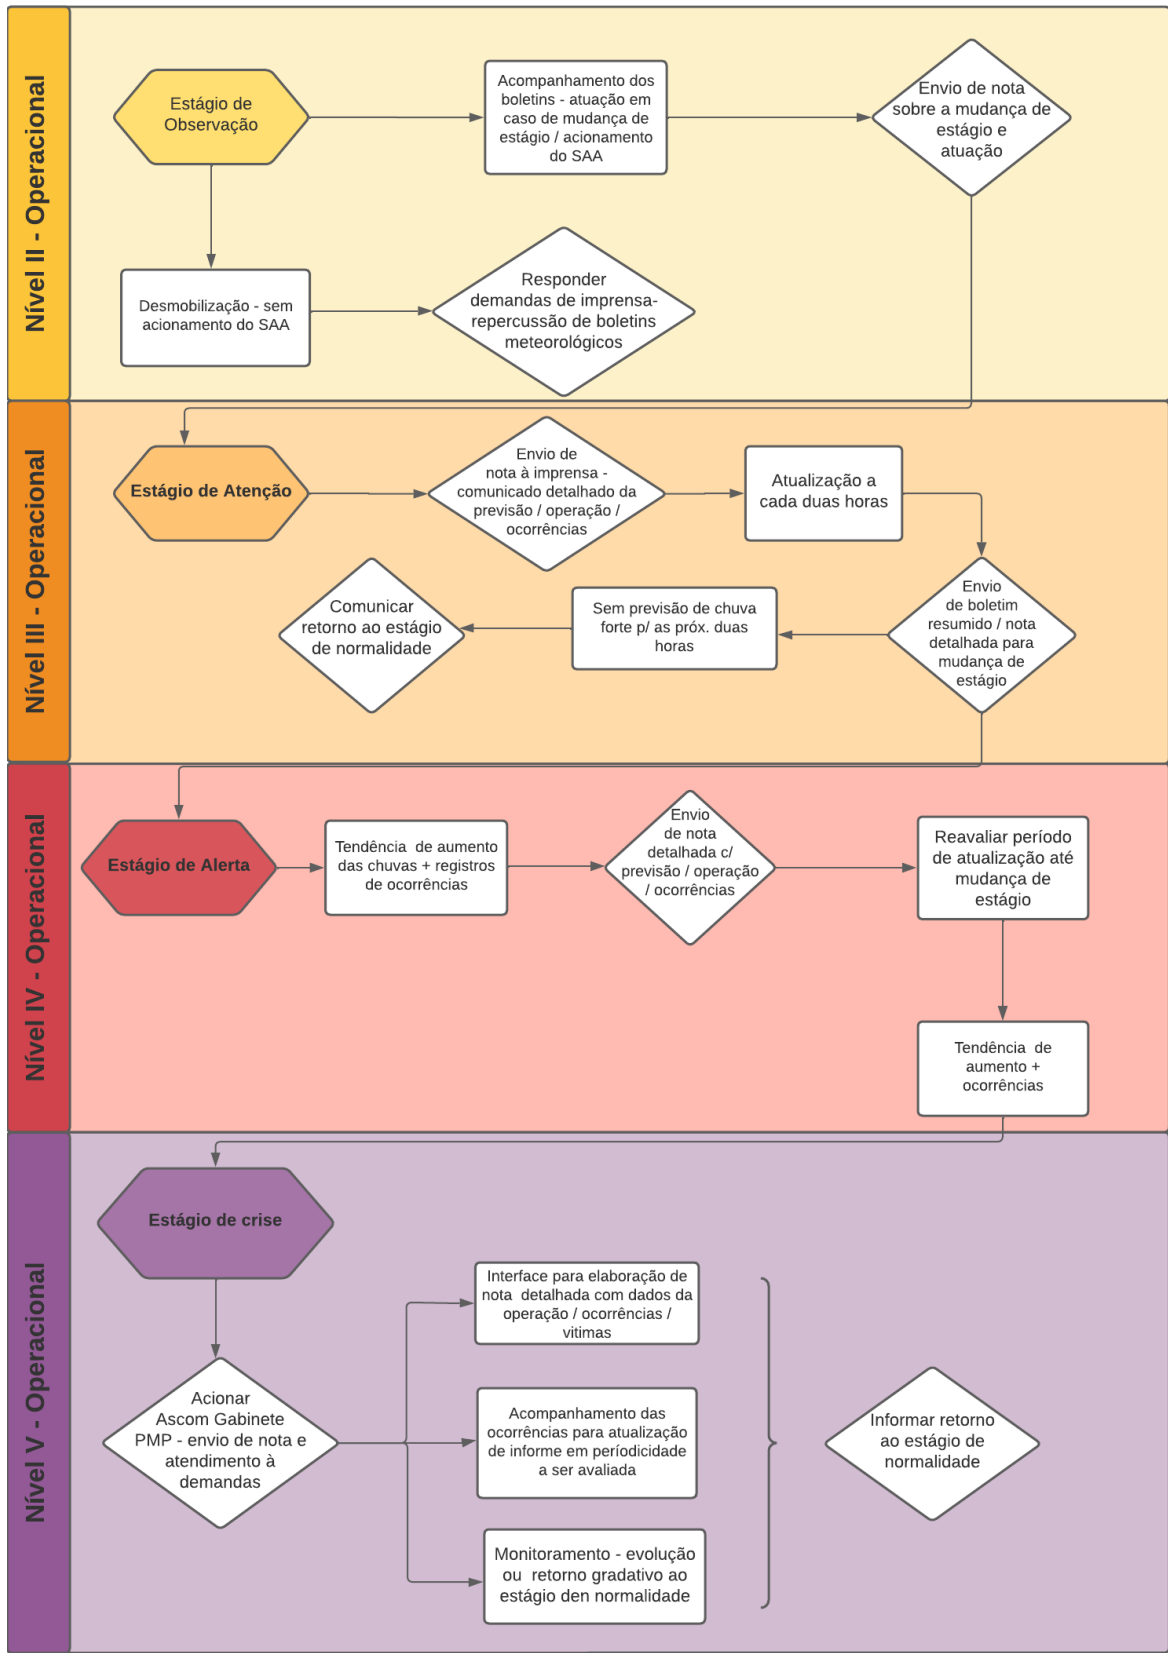 Nível II - Operacional
Estágio de
Observação
Acompanhamento dos
boletins - atuação em
caso de mudança de
estágio / acionamento
do SAA
Envio de nota
sobre a mudança de
estágio e
atuação
Desmobilização - sem
acionamento do SAA
Responder
demandas de imprensa-
repercussão de boletins
meteorológicos
Nível III - Operacional
Estágio de Atenção
Envio de
nota à imprensa -
comunicado detalhado da
previsão / operação /
ocorrências
Atualização a
cada duas horas
Envio
de boletim
resumido / nota
detalhada para
mudança de
estágio
Sem previsão de chuva
forte p/ as próx. duas
horas
Comunicar
retorno ao estágio
de normalidade
Nível IV - Operacional
Estágio de Alerta
Tendência de aumento
das chuvas + registros
de ocorrências
Envio
de nota
detalhada c/
previsão / operação
/ ocorrências
Reavaliar período
de atualização até
mudança de
estágio
Tendência de
aumento +
ocorrências
Nível V - Operacional
Estágio de crise
Acionar
Ascom Gabinete
PMP - envio de nota e
atendimento à
demandas
Interface para elaboração de
nota detalhada com dados da
operação / ocorrências /
vitimas
Acompanhamento das
ocorrências para atualização
de informe em períodicidade
a ser avaliada
Monitoramento - evolução
ou retorno gradativo ao
estágio den normalidade
Informar retorno
ao estágio de
normalidade